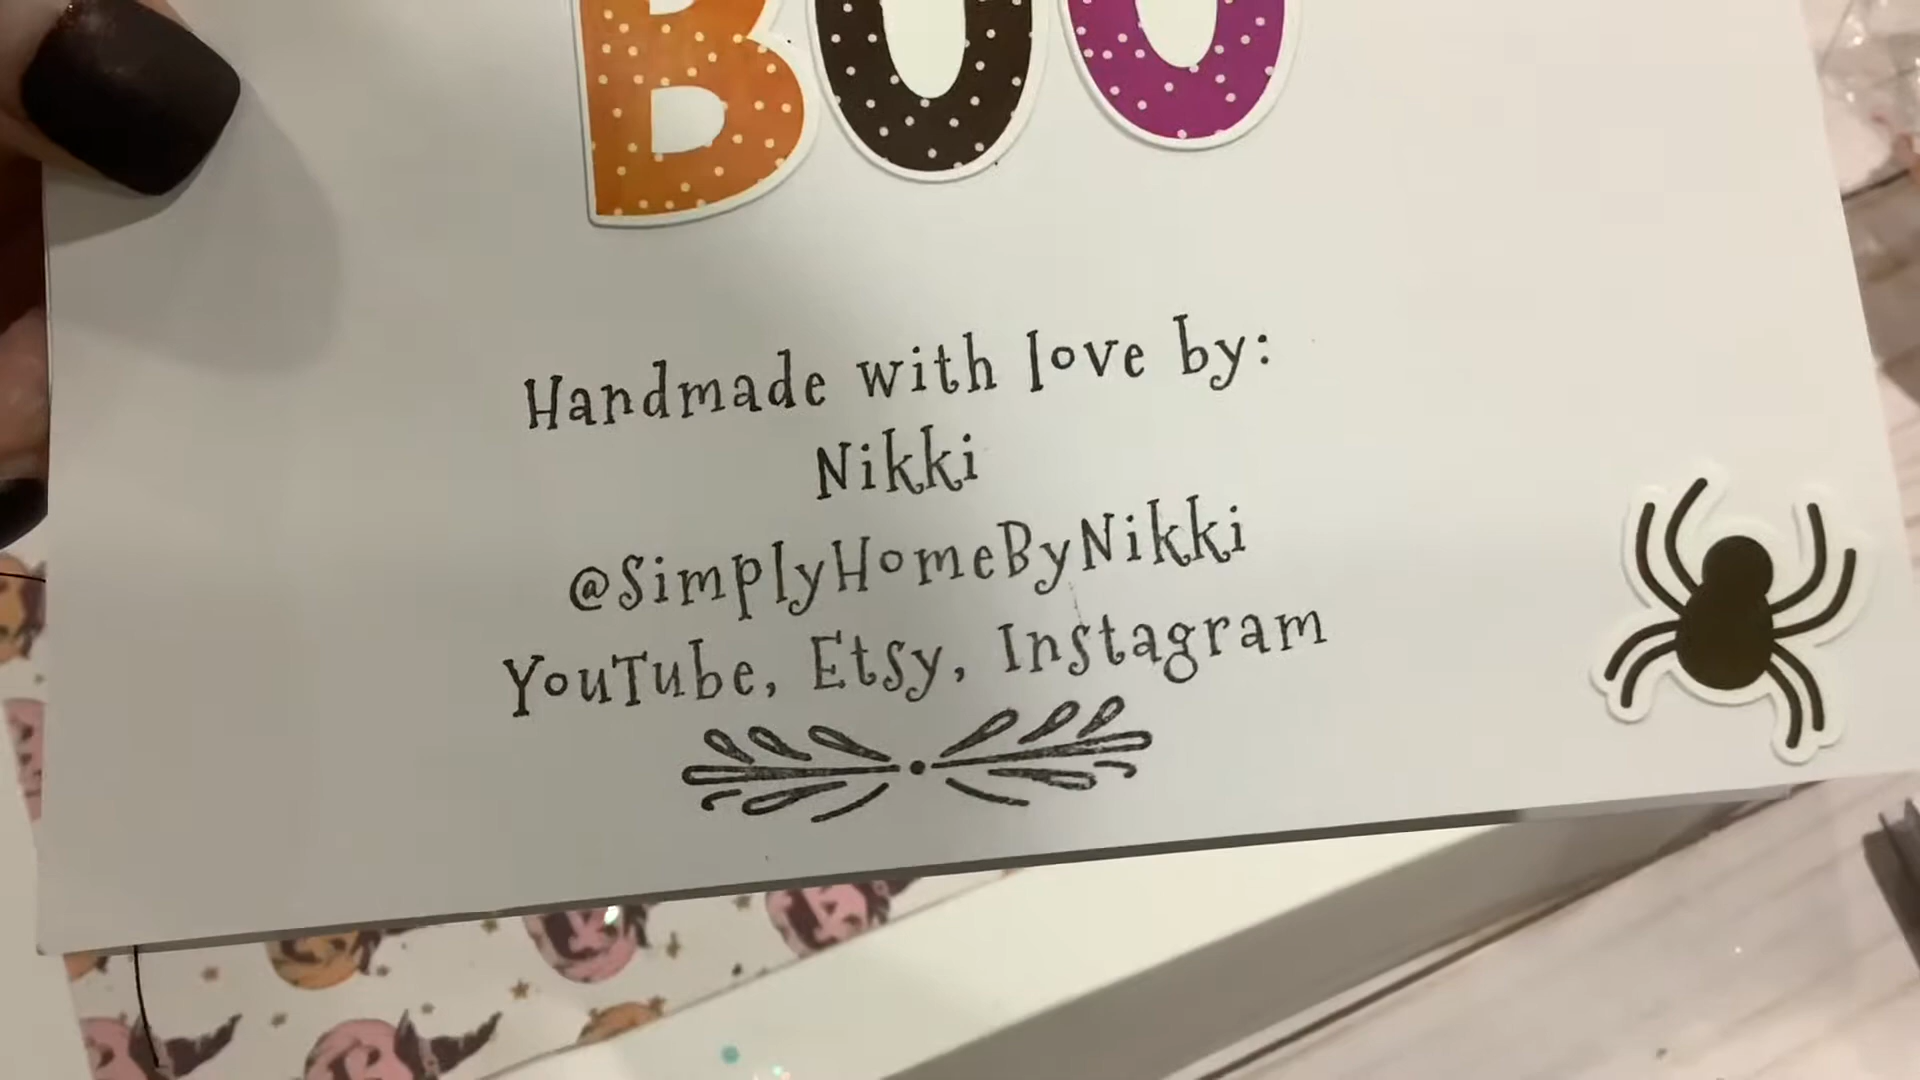 BOO
Handmade with love by:
Nikki
@SimplyHomeByNikki
YouTube, Etsy, Instagram